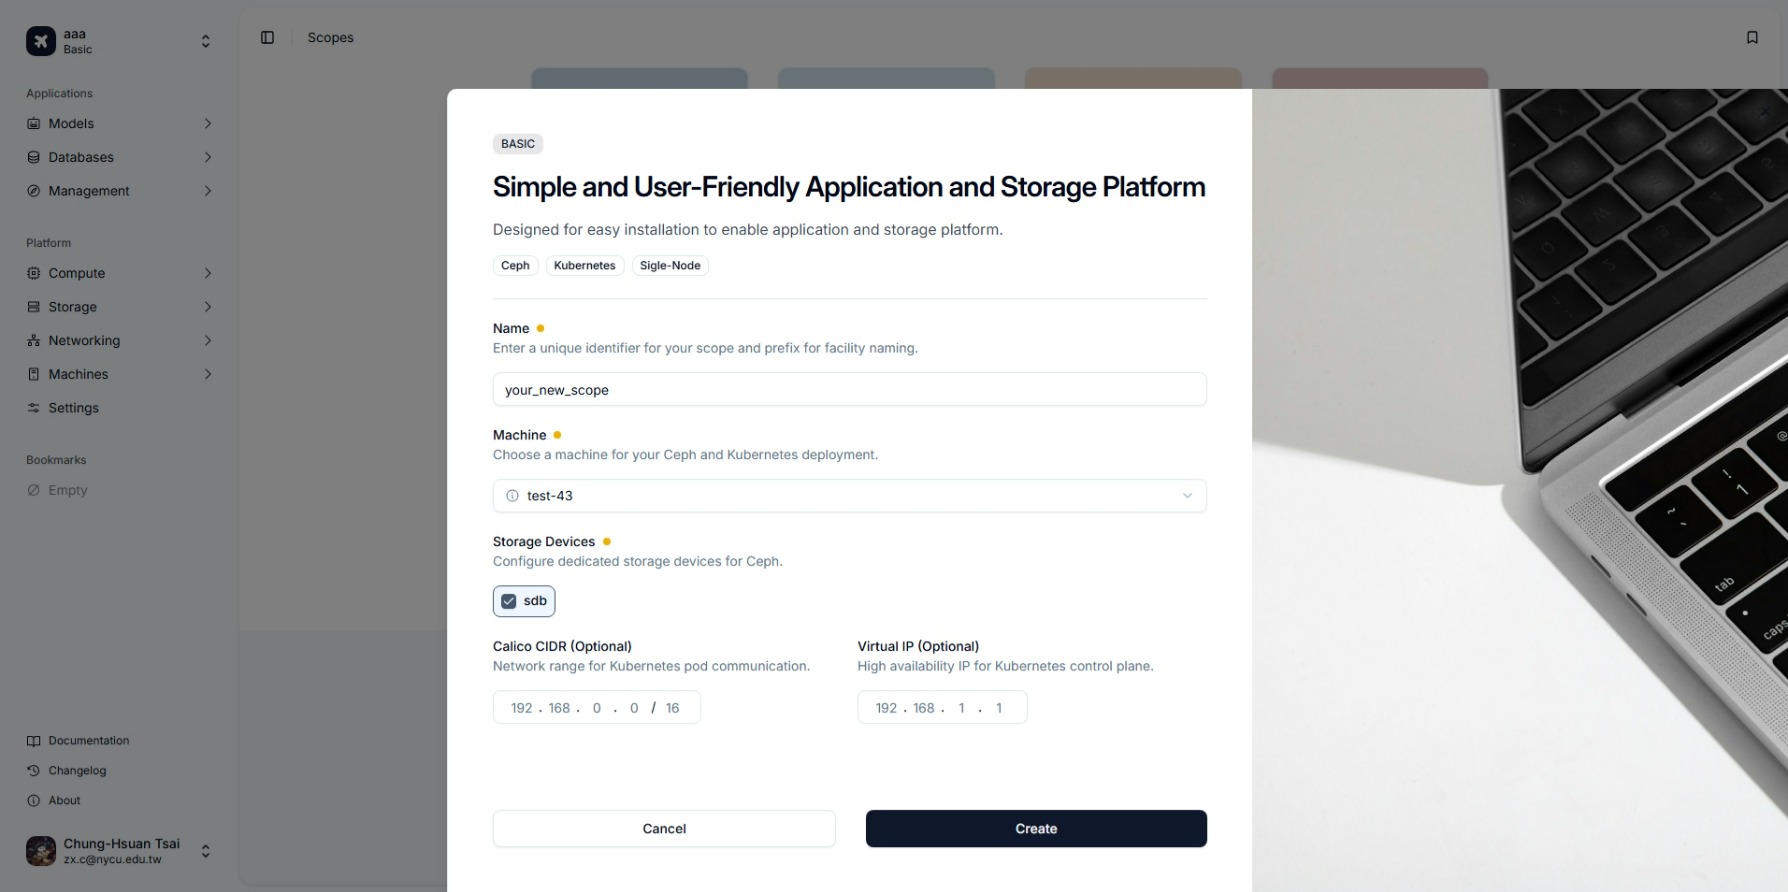 aaa
Basic
Scopes
Applications
Models
Databases
Management
Platform
Compute
Storage
Networking
Machines
Settings
Bookmarks
Empty
Documentation
Changelog
About
Chung-Hsuan Tsai
zx.c@nycu.edu.tw
BASIC
Simple and User-Friendly Application and Storage Platform
Designed for easy installation to enable application and storage platform.
Ceph Kubernetes Sigle-Node
Name
Enter a unique identifier for your scope and prefix for facility naming.
your_new_scope
Machine
Choose a machine for your Ceph and Kubernetes deployment.
test-43
Storage Devices
Configure dedicated storage devices for Ceph.
sdb
Calico CIDR (Optional)
Network range for Kubernetes pod communication.
192 . 168 . 0 . 0 / 16
Virtual IP (Optional)
High availability IP for Kubernetes control plane.
192 . 168 . 1 . 1
Cancel
Create
tab
caps